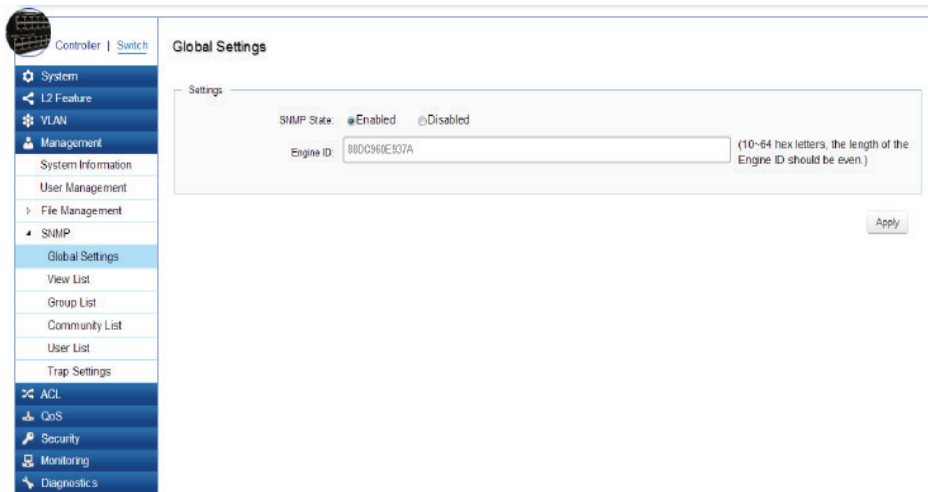 Controller | Switch
System
L2 Feature
VLAN
Management
System Information
User Management
File Management
SNMP
Global Settings
View List
Group List
Community List
User List
Trap Settings
ACL
QoS
Security
Monitoring
Diagnostics
Global Settings
Settings
SNMP State: Enabled Disabled
Engine ID: 88DC960E937A
(10~64 hex letters, the length of the
Engine ID should be even.)
Apply